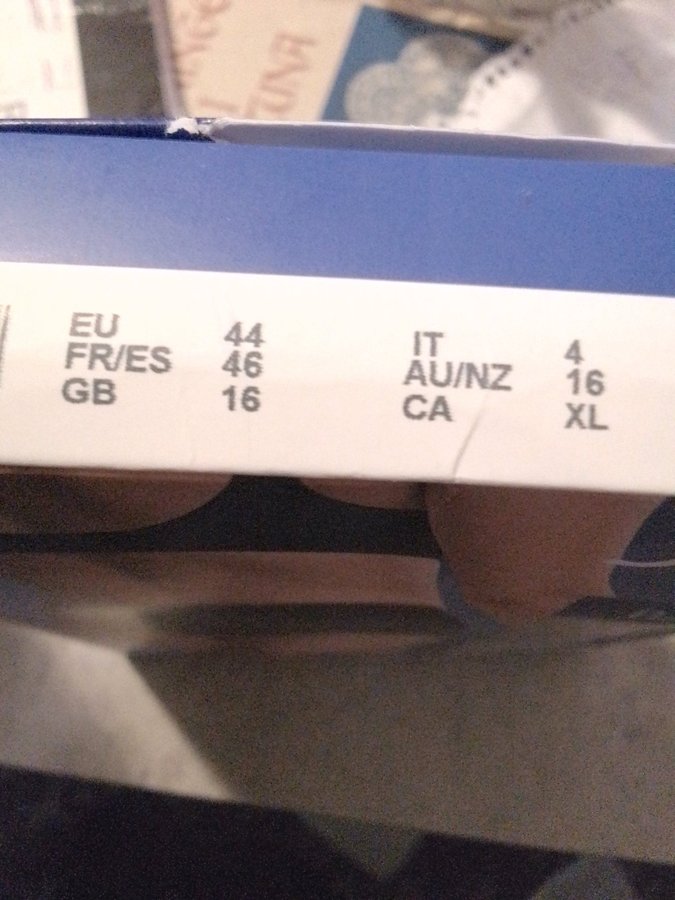 EU 44
FR/ES 46
GB 16
IT 4
AU/NZ 16
CA XL